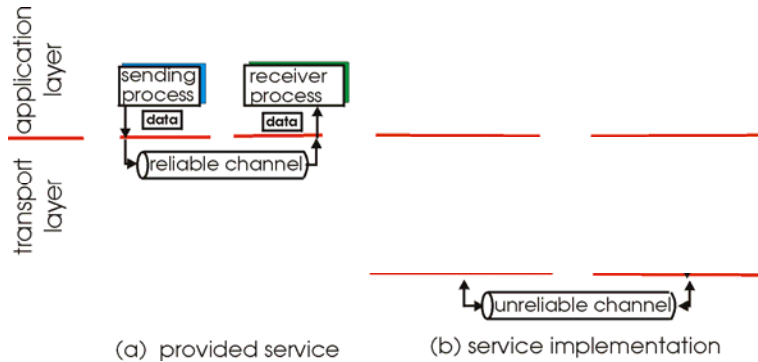 application
layer
transport
layer
sending
process
receiver
process
data
data
reliable channel
unreliable channel
(a) provided service
(b) service implementation